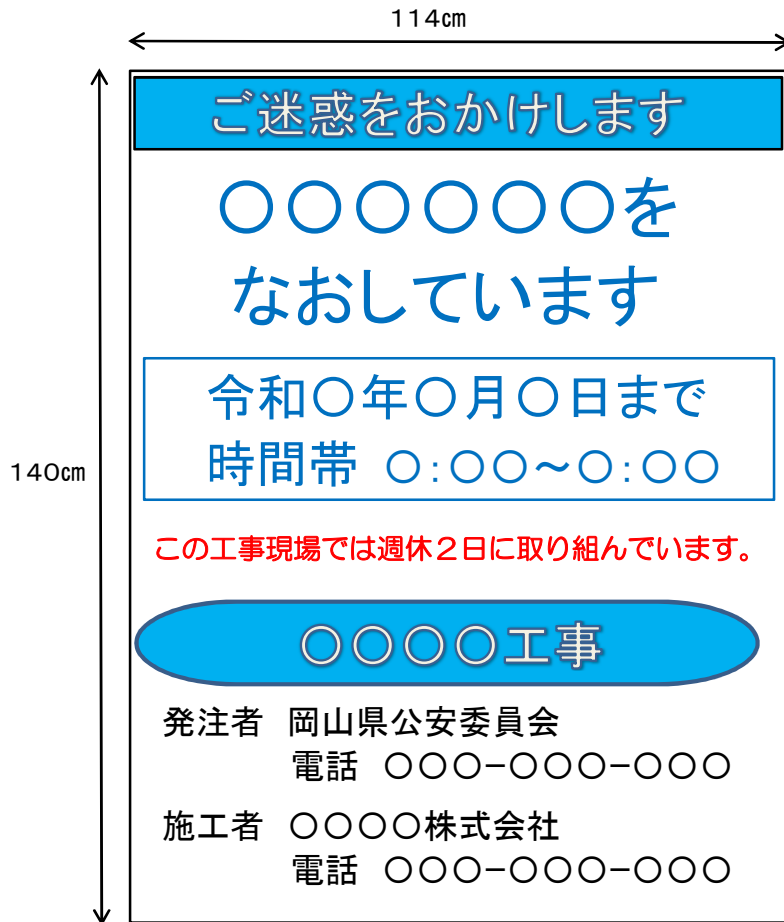 114㎝
ご迷惑をおかけします
〇〇〇〇〇〇を
なおしています
令和〇年〇月〇日まで
時間帯 〇:〇〇～〇:〇〇
140㎝
この工事現場では週休２日に取り組んでいます。
〇〇〇〇工事
発注者 岡山県公安委員会
電話 〇〇〇-〇〇〇-〇〇〇
施工者 〇〇〇〇株式会社
電話 〇〇〇-〇〇〇-〇〇〇